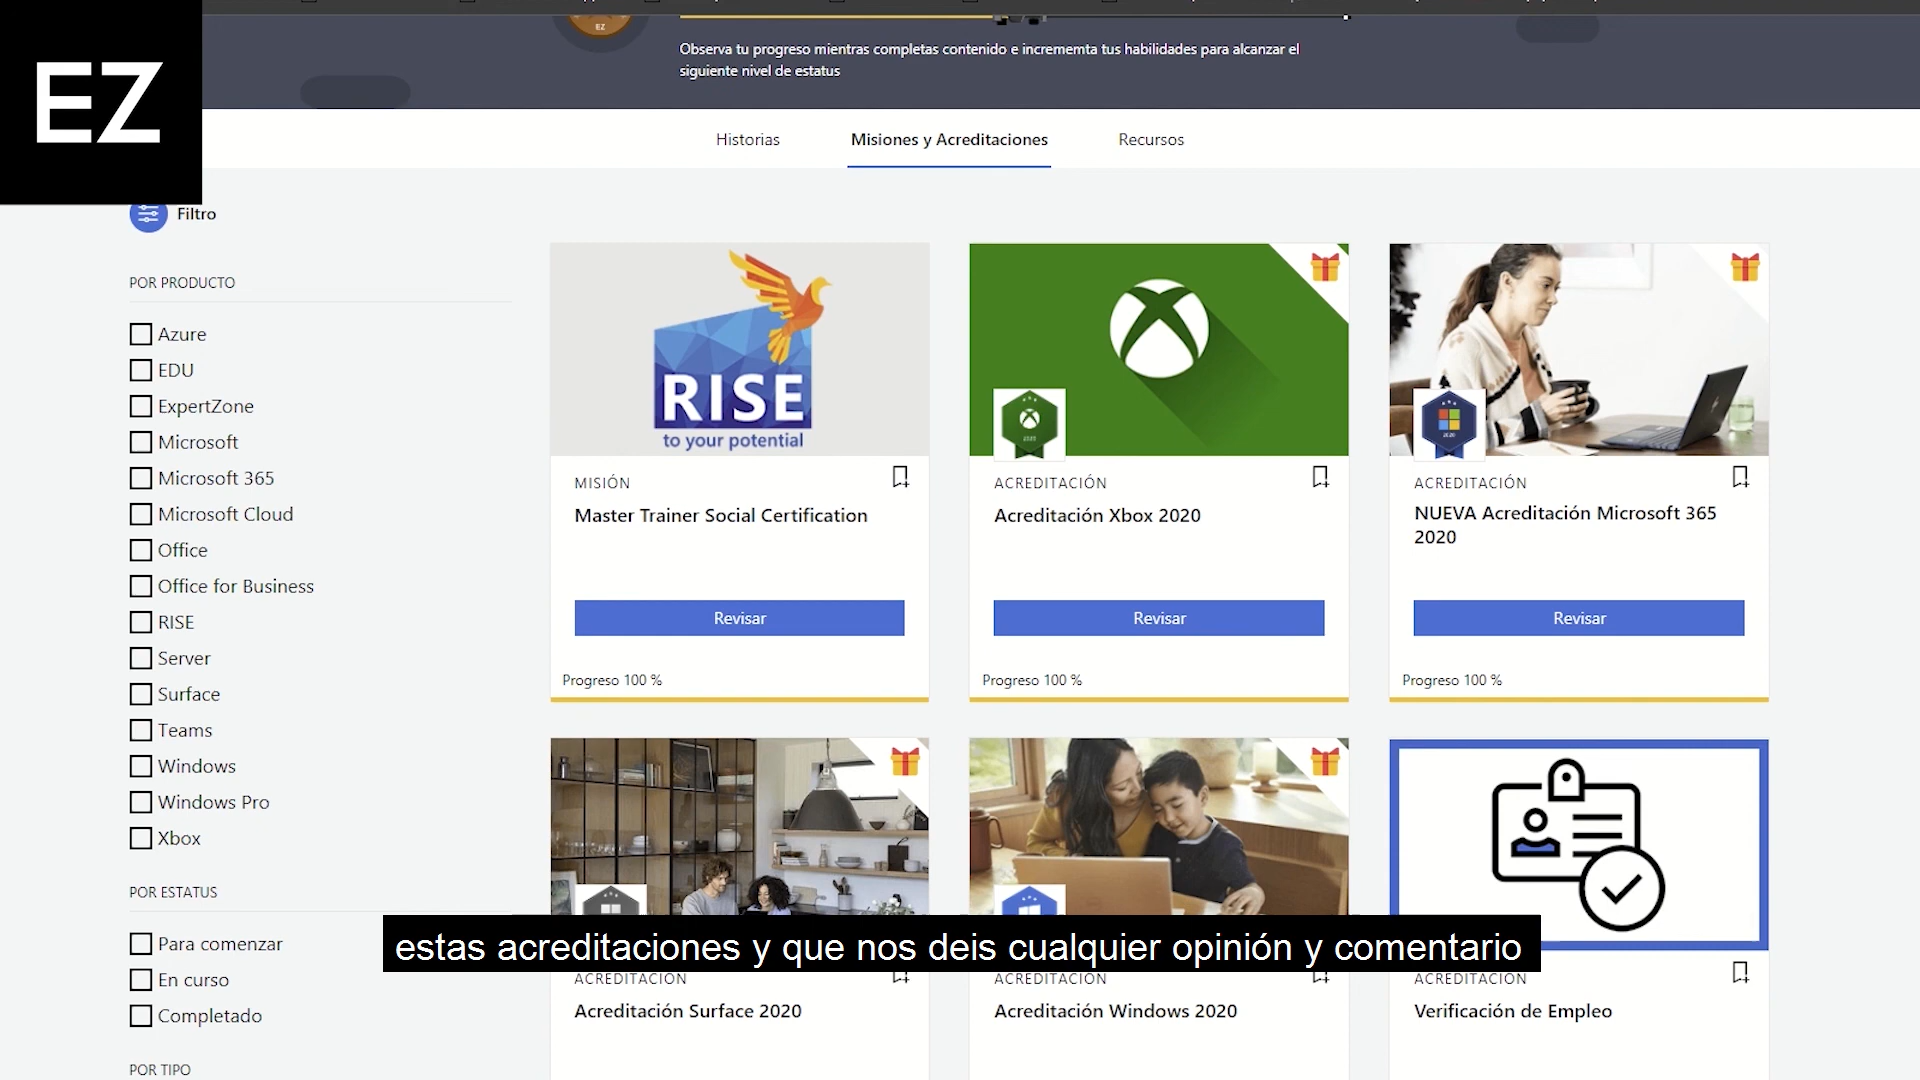 EZ
EZ
Observa tu progreso mientras completas contenido e incrememta tus habilidades para alcanzar el
siguiente nivel de estatus
Historias
Misiones y Acreditaciones
Recursos
Filtro
POR PRODUCTO
Azure
EDU
ExpertZone
Microsoft
Microsoft 365
Microsoft Cloud
Office
Office for Business
RISE
Server
Surface
Teams
Windows
Windows Pro
Xbox
POR ESTATUS
Para comenzar
En curso
Completado
POR TIPO
RISE
to your potential
MISIÓN
Master Trainer Social Certification
Revisar
Progreso 100 %
ACREDITACIÓN
Acreditación Xbox 2020
Revisar
Progreso 100 %
2020
ACREDITACIÓN
NUEVA Acreditación Microsoft 365
2020
Revisar
Progreso 100 %
estas acreditaciones y que nos deis cualquier opinión y comentario
ACREDITACIÓN
Acreditación Surface 2020
ACREDITACIÓN
Acreditación Windows 2020
ACREDITACIÓN
Verificación de Empleo